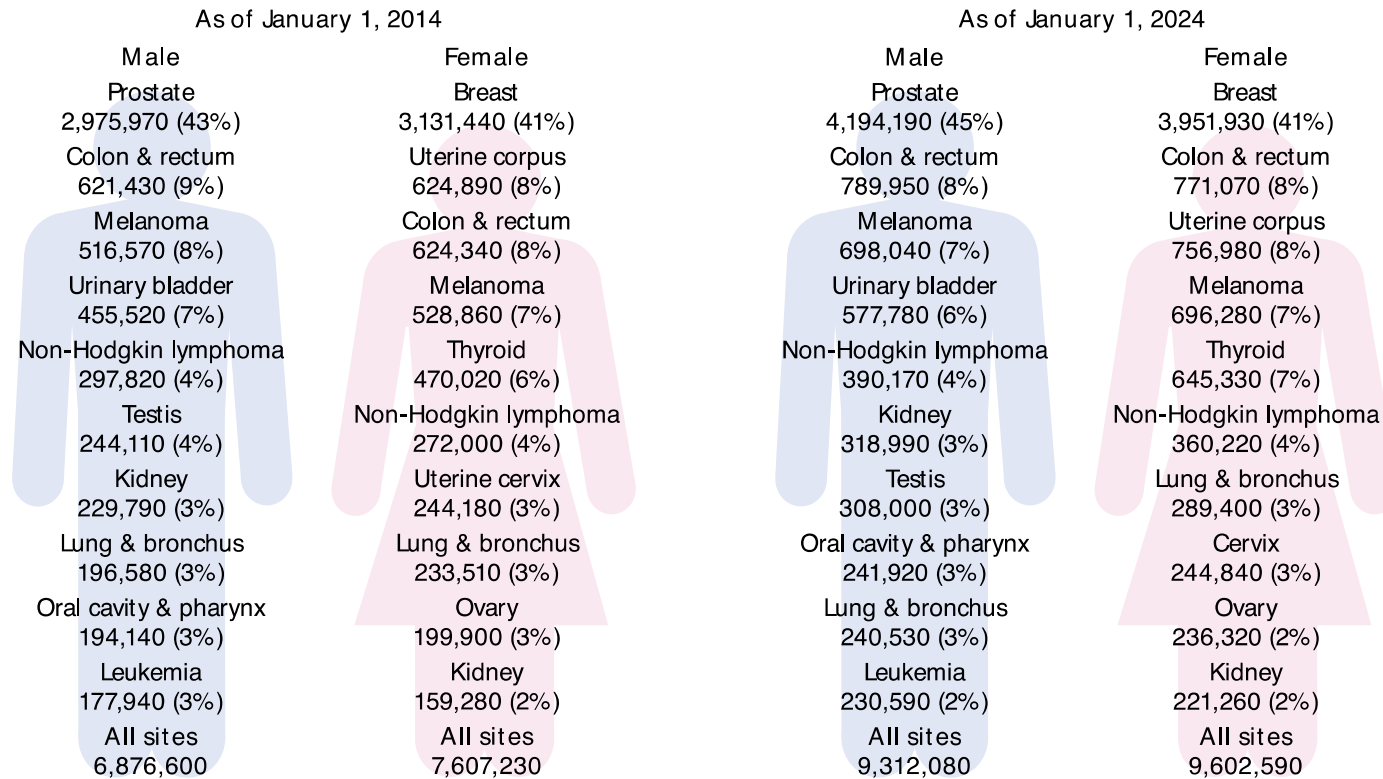 As of January 1, 2014
Male
Prostate
2,975,970 (43%)
Colon & rectum
621,430 (9%)
Melanoma
516,570 (8%)
Urinary bladder
455,520 (7%)
Non-Hodgkin lymphoma
297,820 (4%)
Testis
244,110 (4%)
Kidney
229,790 (3%)
Lung & bronchus
196,580 (3%)
Oral cavity & pharynx
194,140 (3%)
Leukemia
177,940 (3%)
All sites
6,876,600
Female
Breast
3,131,440 (41%)
Uterine corpus
624,890 (8%)
Colon & rectum
624,340 (8%)
Melanoma
528,860 (7%)
Thyroid
470,020 (6%)
Non-Hodgkin lymphoma
272,000 (4%)
Uterine cervix
244,180 (3%)
Lung & bronchus
233,510 (3%)
Ovary
199,900 (3%)
Kidney
159,280 (2%)
All sites
7,607,230
As of January 1, 2024
Male
Prostate
4,194,190 (45%)
Colon & rectum
789,950 (8%)
Melanoma
698,040 (7%)
Urinary bladder
577,780 (6%)
Non-Hodgkin lymphoma
390,170 (4%)
Kidney
318,990 (3%)
Testis
308,000 (3%)
Oral cavity & pharynx
241,920 (3%)
Lung & bronchus
240,530 (3%)
Leukemia
230,590 (2%)
All sites
9,312,080
Female
Breast
3,951,930 (41%)
Colon & rectum
771,070 (8%)
Uterine corpus
756,980 (8%)
Melanoma
696,280 (7%)
Thyroid
645,330 (7%)
Non-Hodgkin lymphoma
360,220 (4%)
Lung & bronchus
289,400 (3%)
Cervix
244,840 (3%)
Ovary
236,320 (2%)
Kidney
221,260 (2%)
All sites
9,602,590